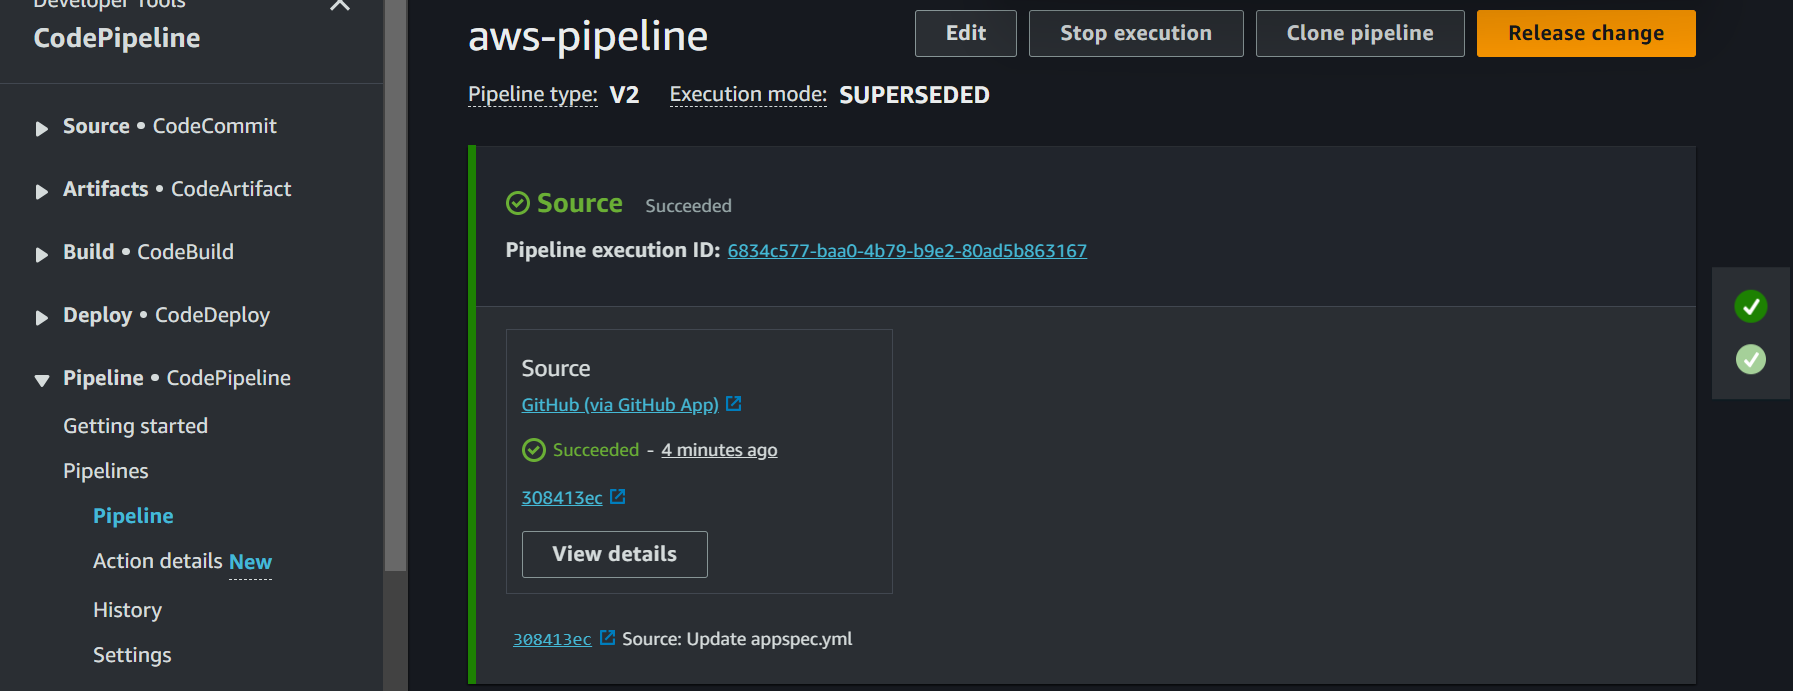 Developer Tools
CodePipeline
Source • CodeCommit
Artifacts • CodeArtifact
Build • CodeBuild
Deploy • CodeDeploy
Pipeline • CodePipeline
Getting started
Pipelines
Pipeline
Action details New
History
Settings
aws-pipeline
Edit
Stop execution
Clone pipeline
Release change
Pipeline type: V2 Execution mode: SUPERSEDED
Source Succeeded
Pipeline execution ID: 6834c577-baa0-4b79-b9e2-80ad5b863167
Source
GitHub (via GitHub App)
Succeeded - 4 minutes ago
308413ec
View details
308413ec Source: Update appspec.yml